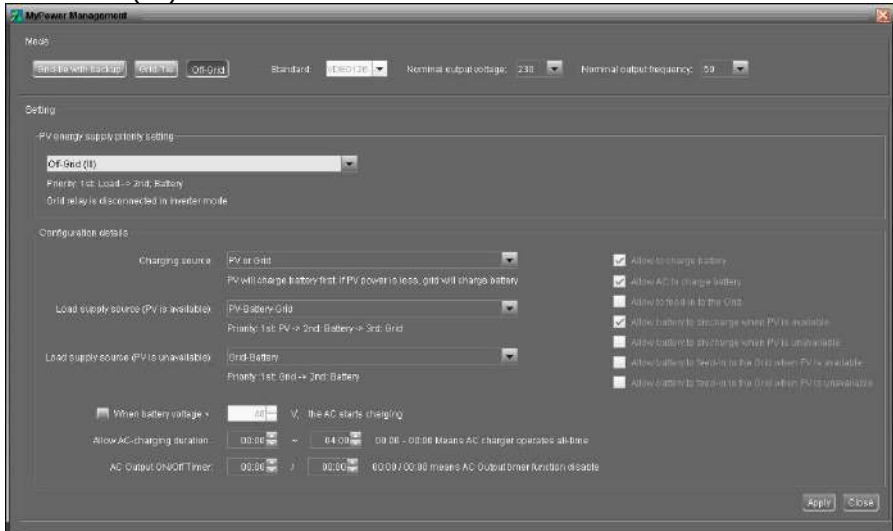 MyPower Management
Mode
Grid-tie with backup Grid-Tie Off-Grid Standard: Nominal output voltage: 230 Nominal output frequency: 50
Setting
PV energy supply priority setting
Off-Grid (II)
Priority: 1st: Load -> 2nd: Battery
Grid relay is disconnected in inverter mode
Configuration details
Charging source PV or Grid Allow to charge battery
PV will charge battery first. If PV power is less, grid will charge battery Allow AC to charge battery
Load supply source (PV is available): PV-Battery-Grid Allow to feed-in to the Grid
Priority: 1st: PV -> 2nd: Battery -> 3rd: Grid Allow battery to discharge when PV is available
Allow battery to discharge when PV is unavailable
Load supply source (PV is unavailable): Grid-Battery Allow battery to feed-in to the Grid when PV is available
Priority: 1st: Grid -> 2nd: Battery Allow battery to feed-in to the Grid when PV is unavailable
When battery voltage < V, the AC starts charging
Allow AC-charging duration: 00:00 ~ 04:00 00:00 - 00:00 Means AC charger operates all-time
AC Output ON/Off Timer: 00:00 / 00:00 00:00 / 00:00 means AC Output timer function disable
Apply Close